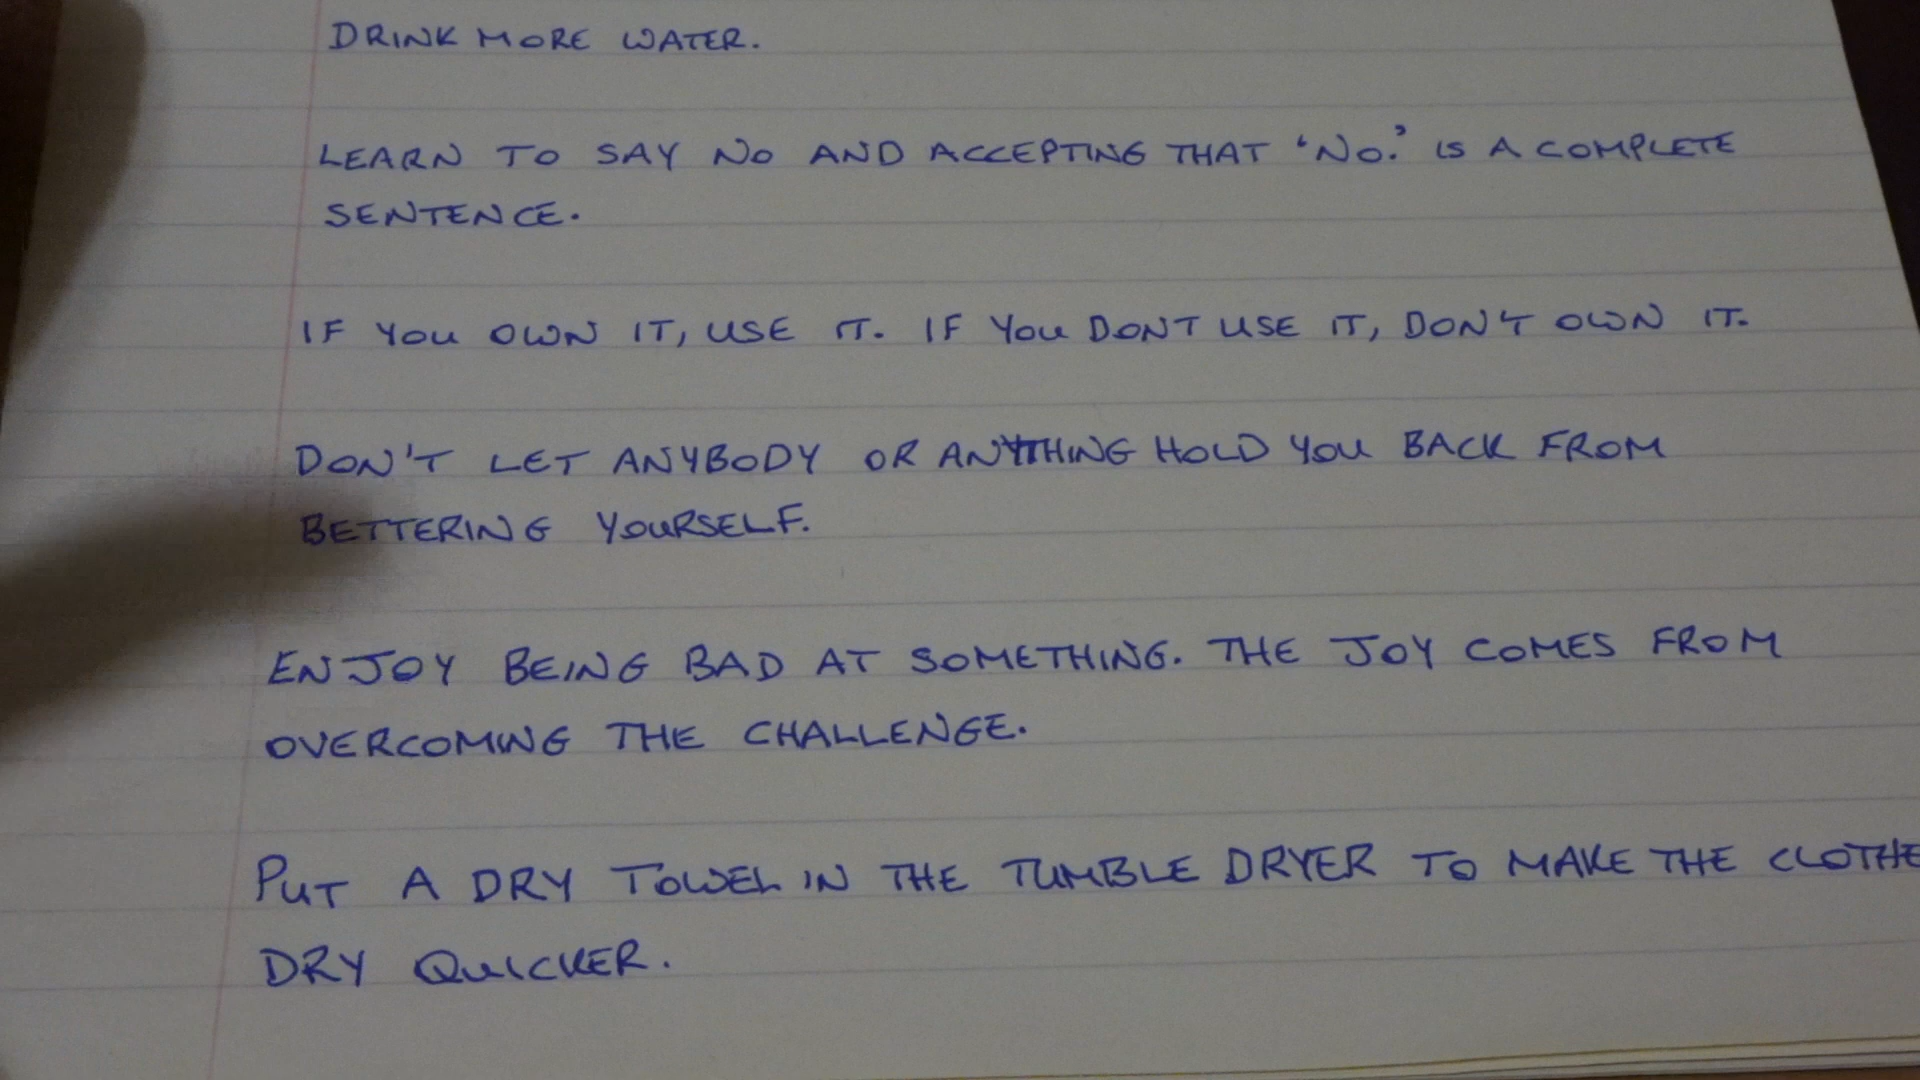 DRINK MORE WATER.
LEARN TO SAY NO AND ACCEPTING THAT 'NO.' IS A COMPLETE
SENTENCE.
IF YOU OWN IT, USE IT. IF YOU DONT USE IT, DON'T OWN IT.
DON'T LET ANYBODY OR ANYTHING HOLD YOU BACK FROM
BETTERING YOURSELF.
ENJOY BEING BAD AT SOMETHING. THE JOY COMES FROM
OVERCOMING THE CHALLENGE.
PUT A DRY TOWEL IN THE TUMBLE DRYER TO MAKE THE CLOTHE
DRY QUICKER.